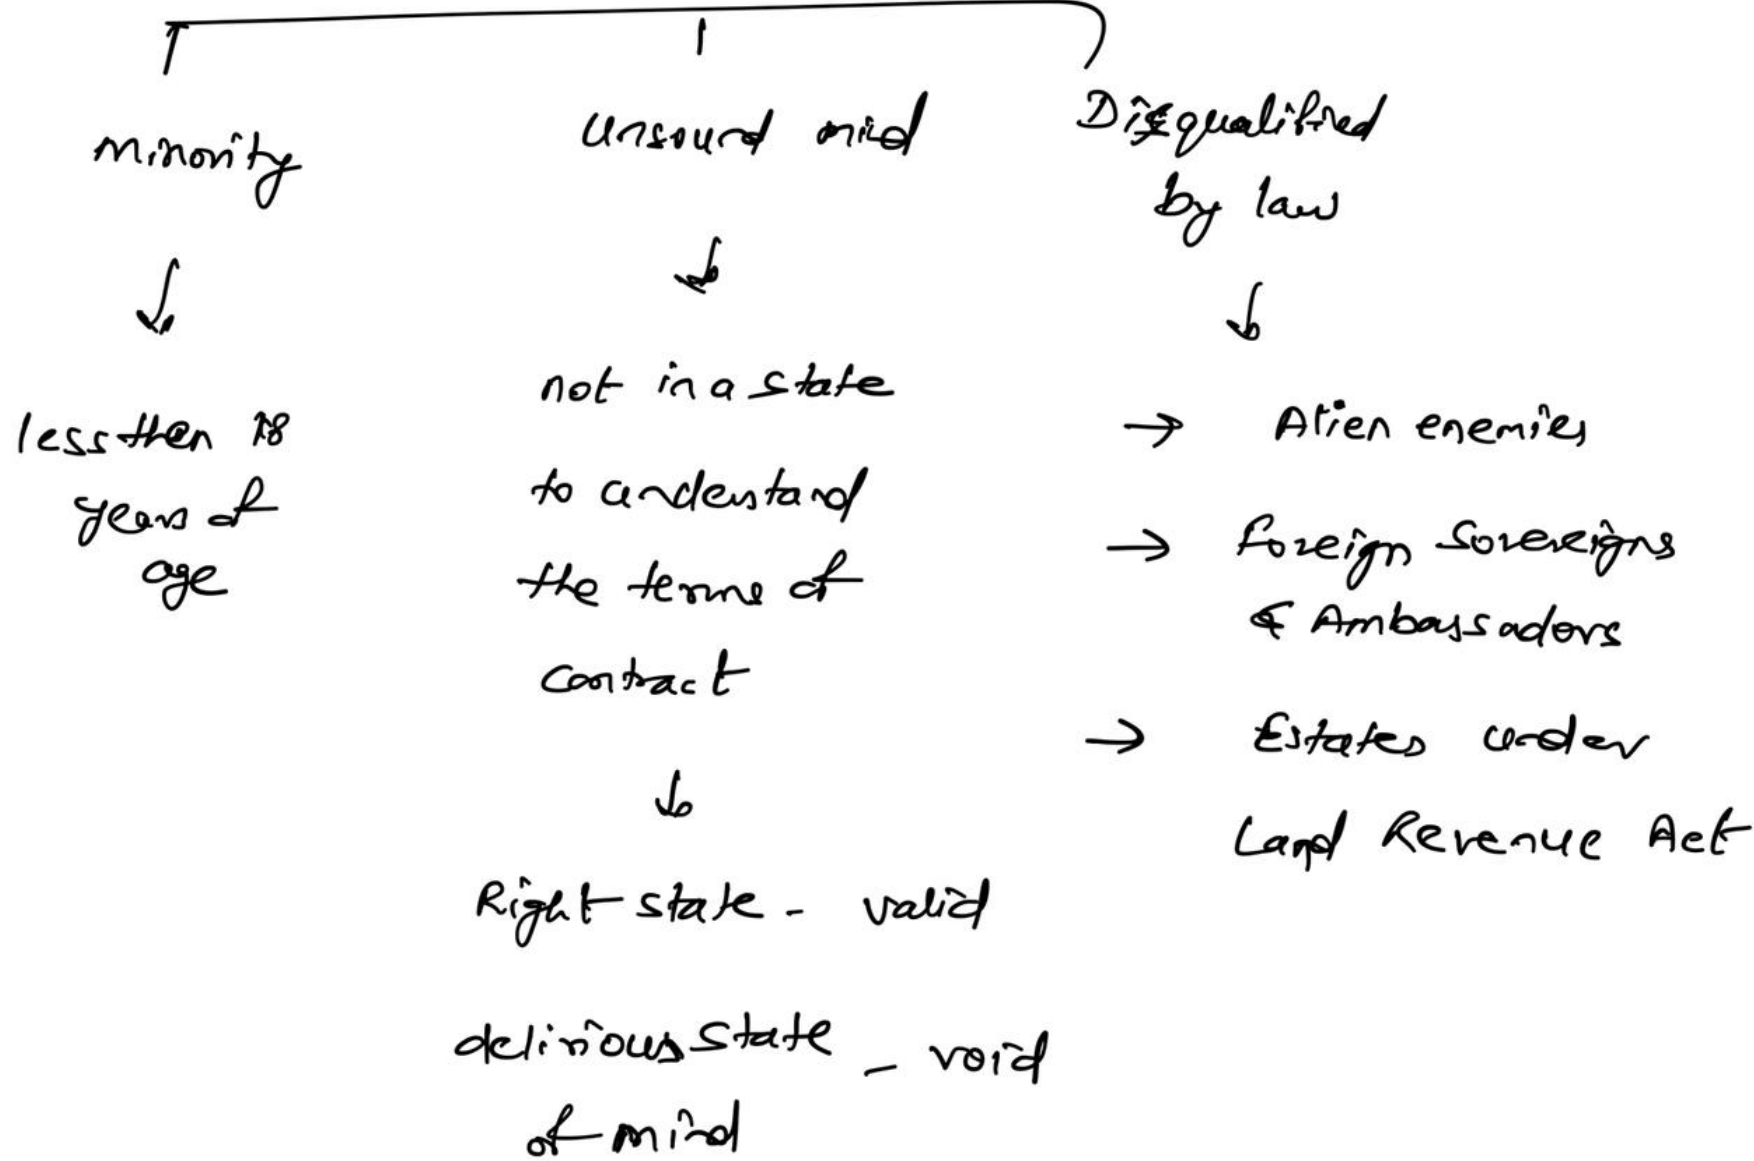 minority
less then 18
years of
age
unsound mind
not in a state
to understand
the terms of
contract
Right state - valid
delirious state - void
of mind
Disqualified
by law
→ Alien enemies
→ foreign sovereigns
& Ambassadors
→ Estates under
Land Revenue Act